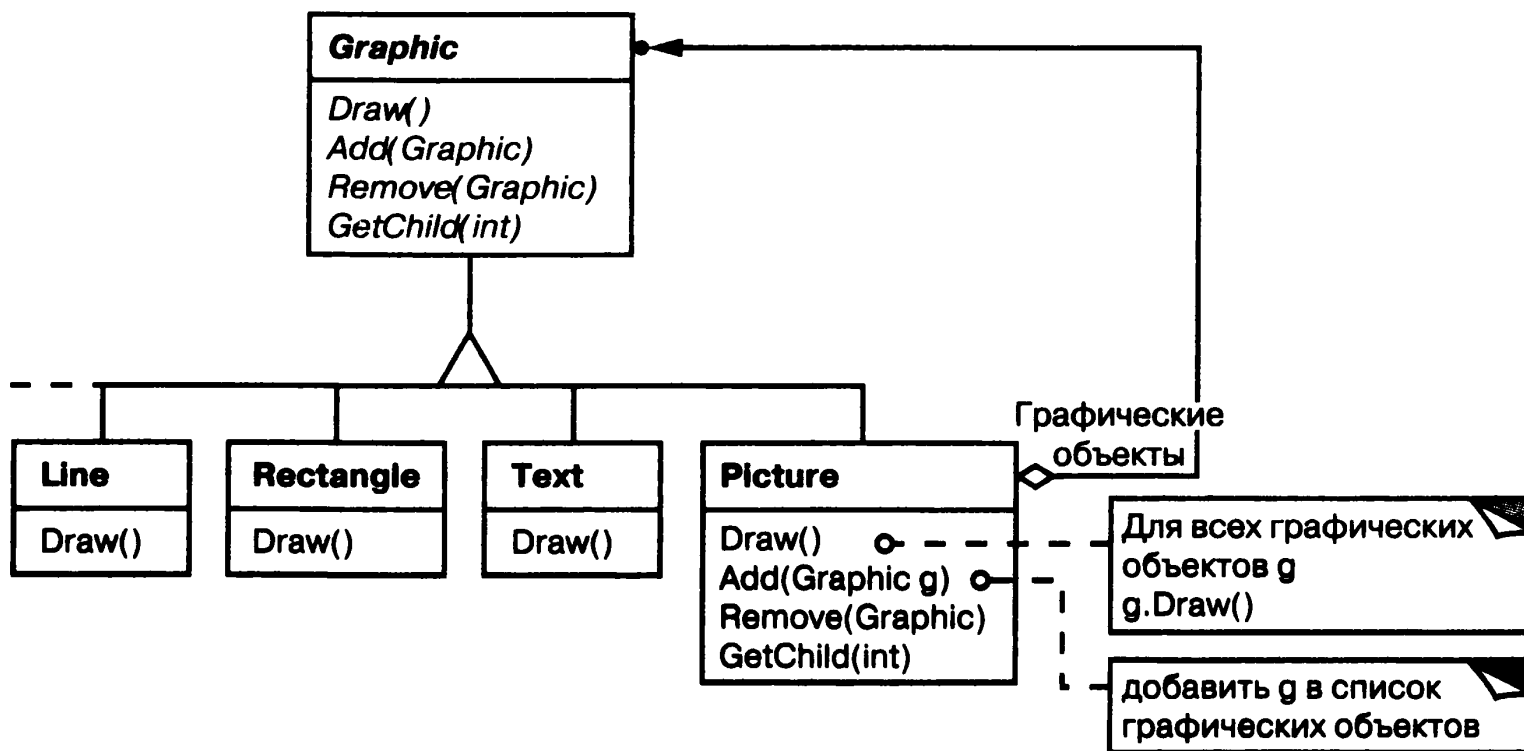 Graphic
Draw()
Add(Graphic)
Remove(Graphic)
GetChild(int)
Графические
объекты
Line
Draw()
Rectangle
Draw()
Text
Draw()
Picture
Draw()
Add(Graphic g)
Remove(Graphic)
GetChild(int)
Для всех графических
объектов g
g.Draw()
добавить g в список
графических объектов